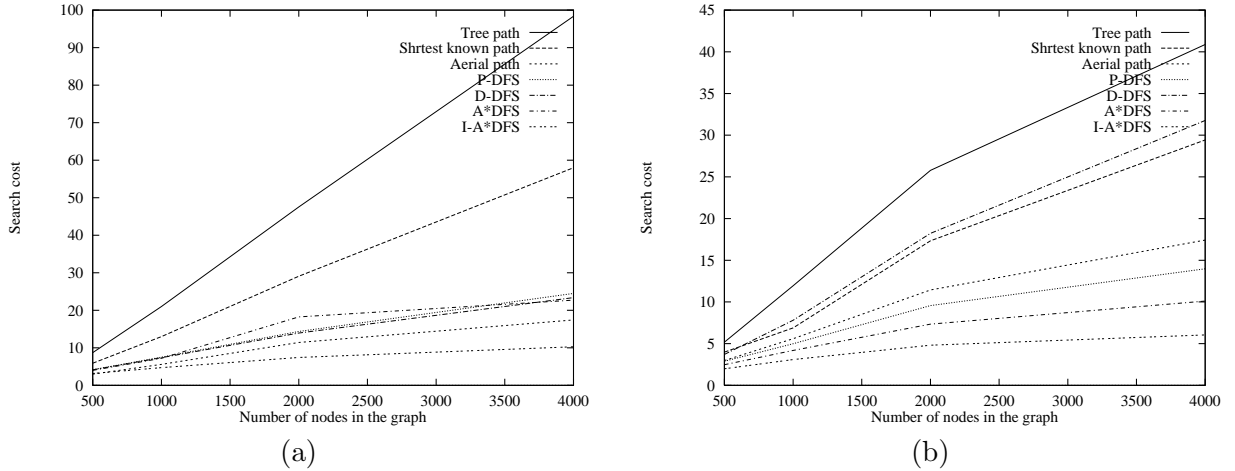 100
90
80
70
60
50
40
30
20
10
0
500 1000 1500 2000 2500 3000 3500 4000
Search cost
Number of nodes in the graph
Tree path
Shrtest known path
Aerial path
P-DFS
D-DFS
A*DFS
I-A*DFS
(a)
45
40
35
30
25
20
15
10
5
0
500 1000 1500 2000 2500 3000 3500 4000
Search cost
Number of nodes in the graph
Tree path
Shrtest known path
Aerial path
P-DFS
D-DFS
A*DFS
I-A*DFS
(b)